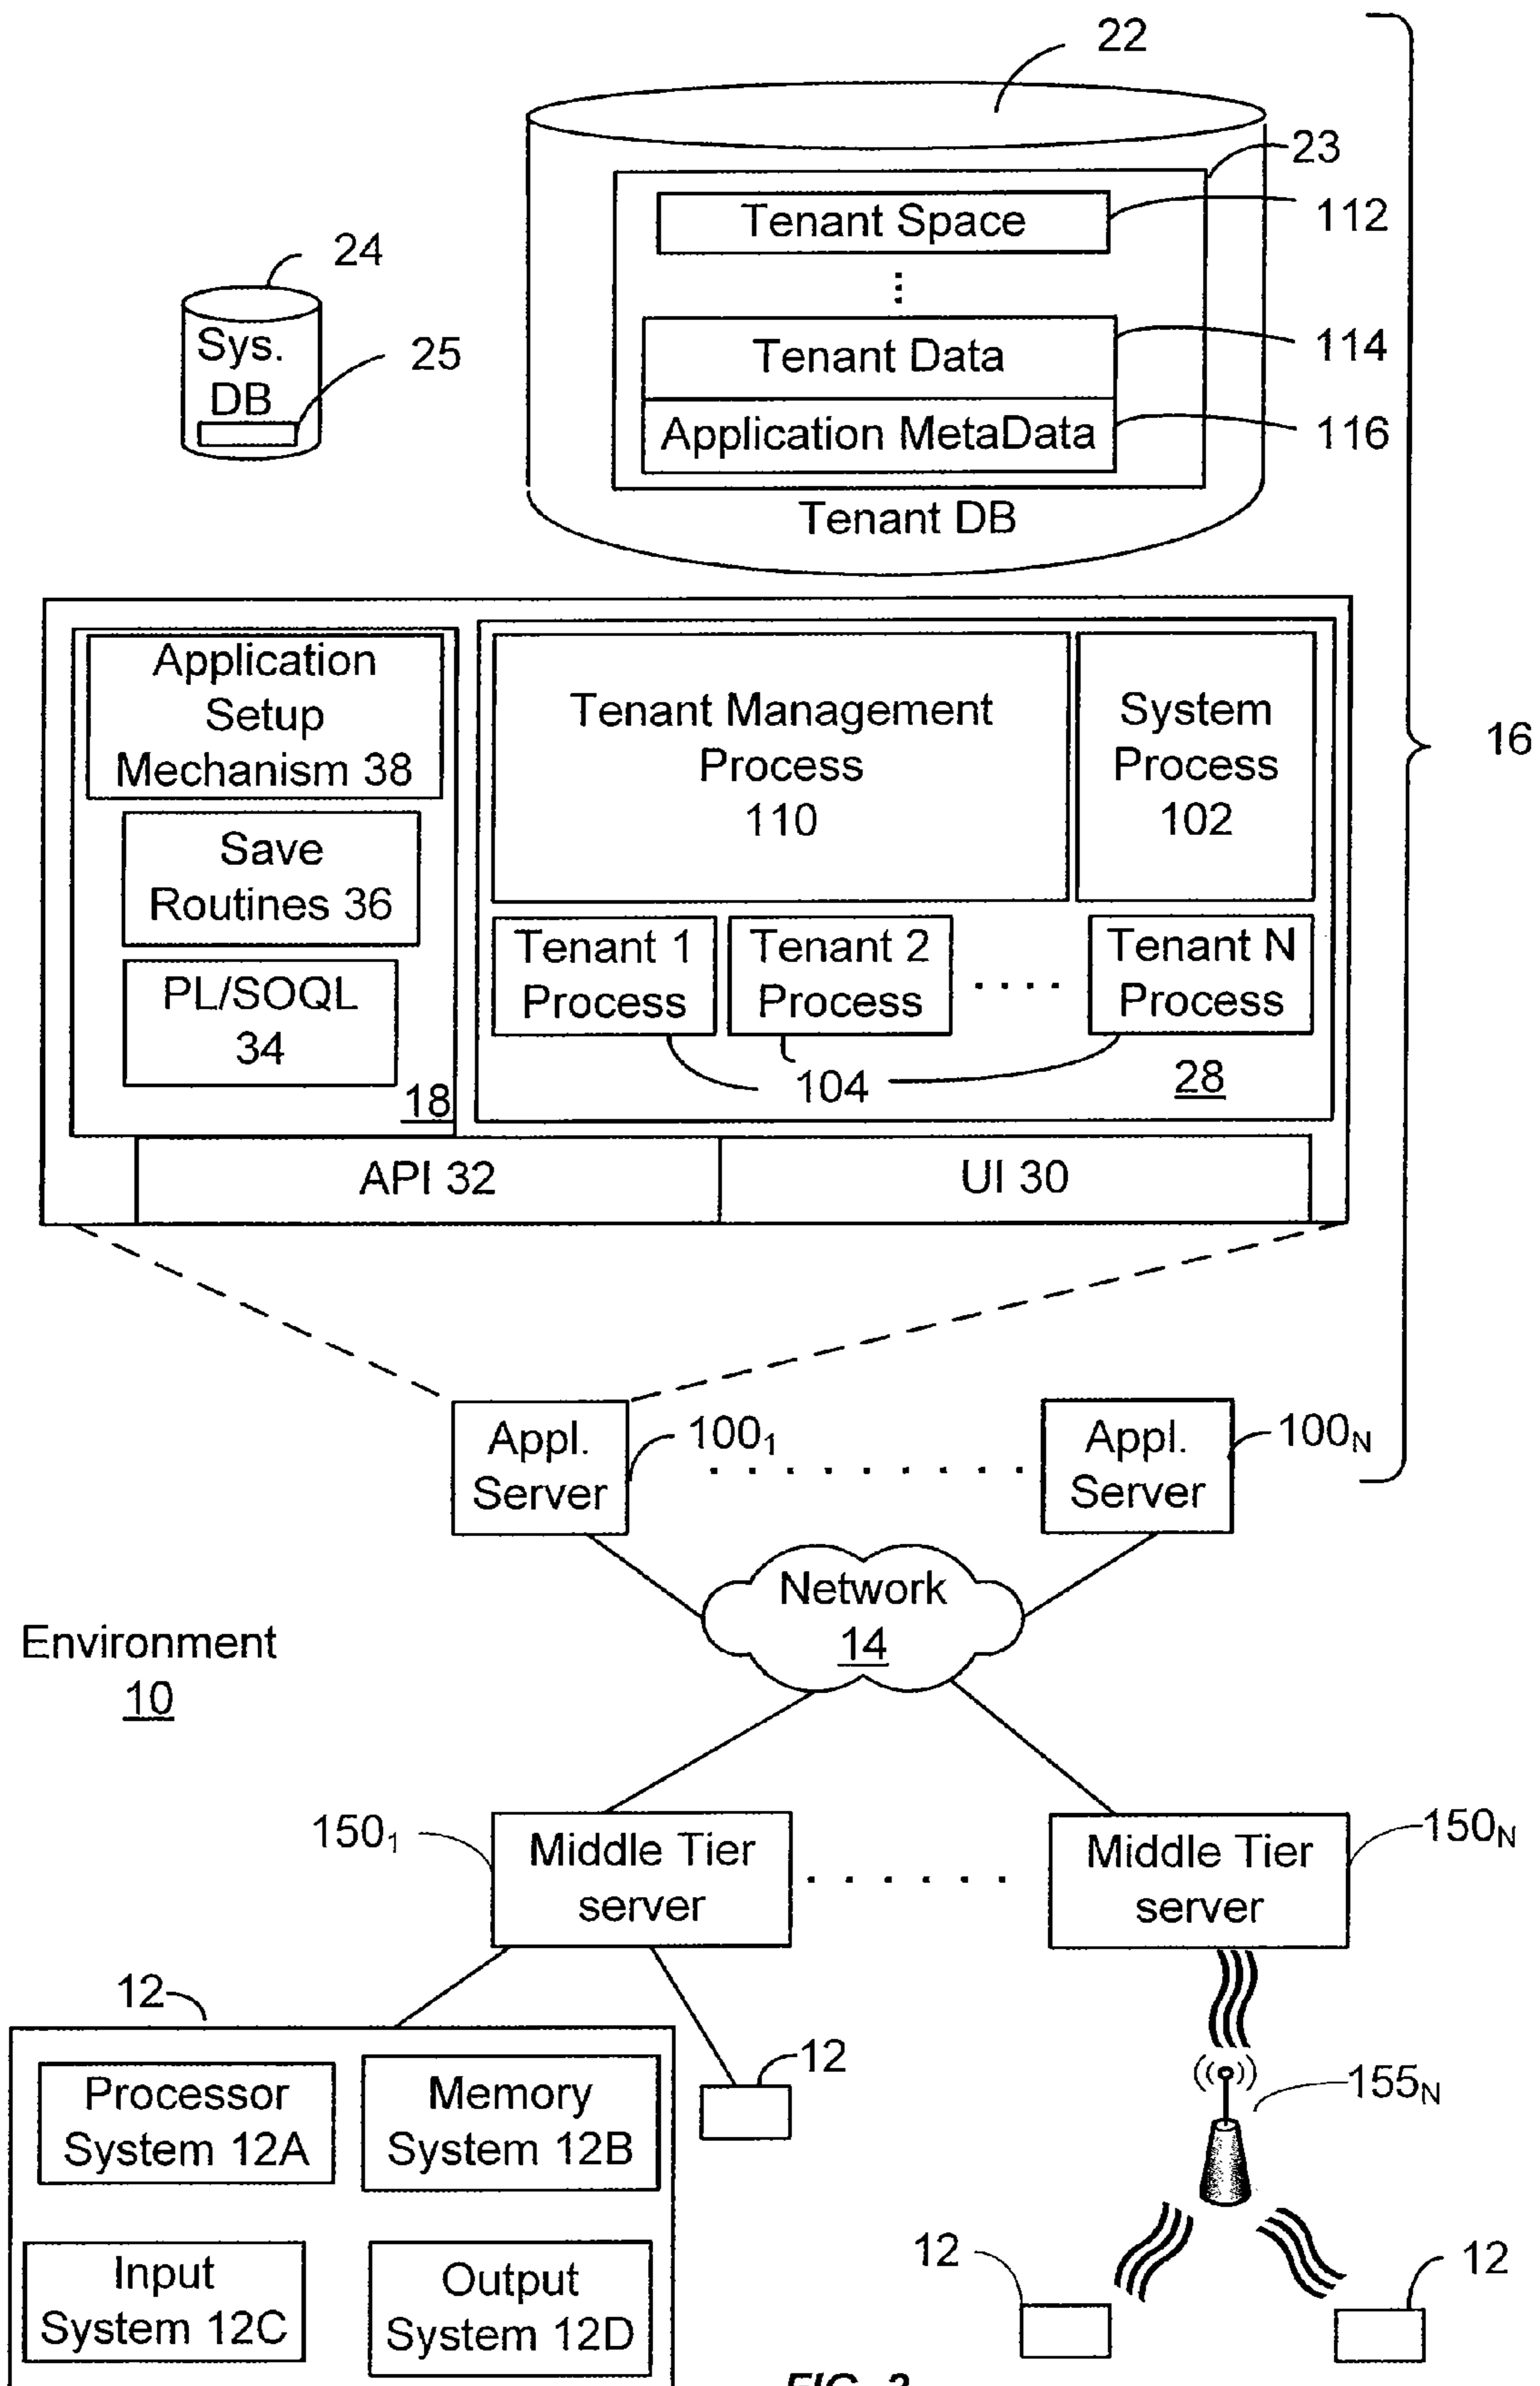 22
23
Tenant Space
112
24
Tenant Data
114
Sys.
DB
25
Application MetaData
116
Tenant DB
Application
Setup
Mechanism 38
Tenant Management
Process
110
System
Process
102
16
Save
Routines 36
Tenant 1
Process
Tenant 2
Process
Tenant N
Process
PL/SOQL
34
104
28
18
API 32
UI 30
Appl.
Server
100₁
Appl.
Server
100N
Network
14
Environment
10
150₁
Middle Tier
server
Middle Tier
server
150N
12
12
155N
Processor
System 12A
Memory
System 12B
Input
System 12C
Output
System 12D
12
12